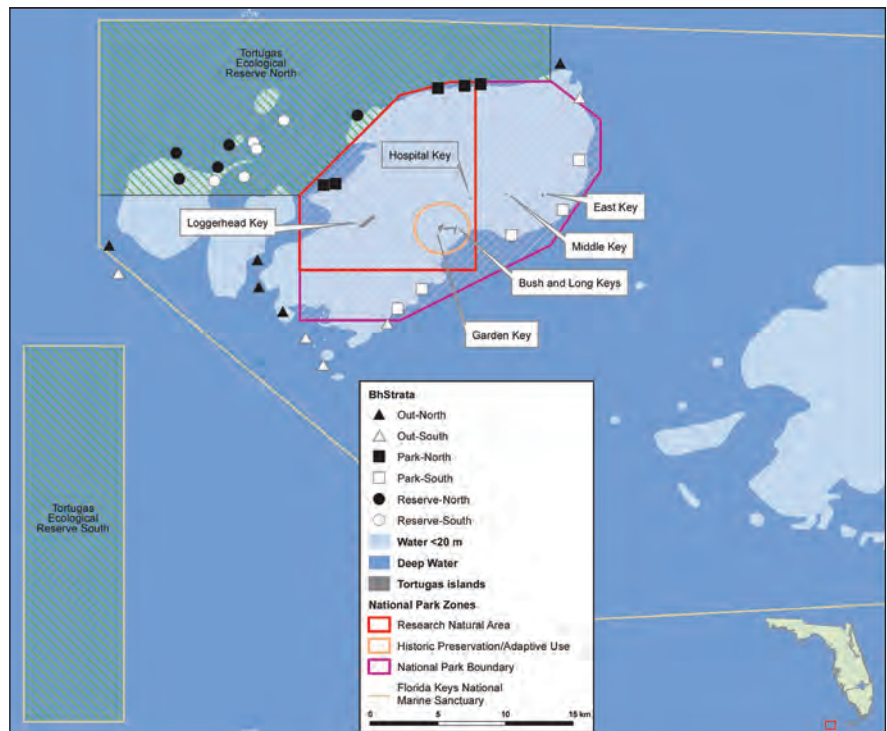 Tortugas
Ecological
Reserve North
Hospital Key
Loggerhead Key
East Key
Middle Key
Bush and Long Keys
Garden Key
Tortugas
Ecological
Reserve South
BhStrata
Out-North
Out-South
Park-North
Park-South
Reserve-North
Reserve-South
Water <20 m
Deep Water
Tortugas islands
National Park Zones
Research Natural Area
Historic Preservation/Adaptive Use
National Park Boundary
Florida Keys National
Marine Sanctuary
0 5 10 15 km